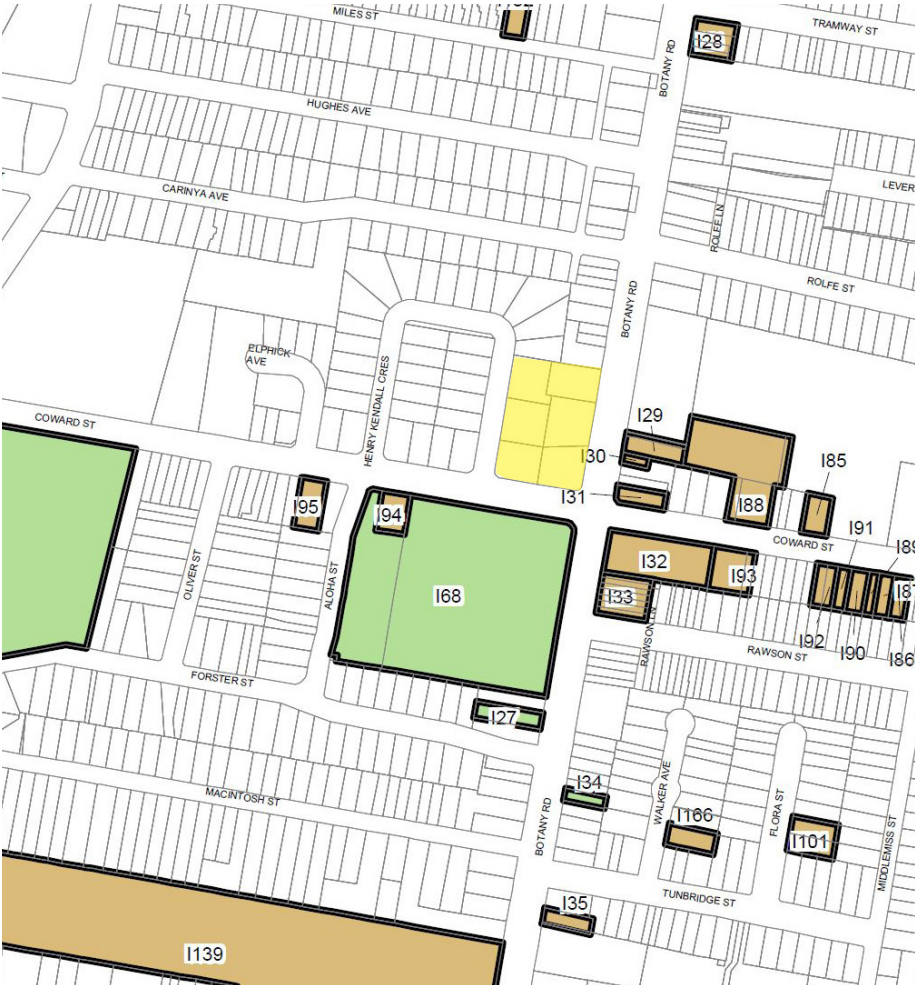 MILES ST
TRAMWAY ST
I28
BOTANY RD
HUGHES AVE
LEVER
CARINYA AVE
ROLFE LN
ROLFE ST
BOTANY RD
ELPHICK
AVE
HENRY KENDALL CRES
COWARD ST
I29
I30
I85
I31
I88
I95
I94
COWARD ST
I91
I89
I32
I93
OLIVER ST
ALOHA ST
I68
I33
I87
RAWSON LN
I92
I90
I86
RAWSON ST
FORSTER ST
I27
I34
MACINTOSH ST
BOTANY RD
WALKER AVE
FLORA ST
I166
I101
MIDDLEMISS ST
TUNBRIDGE ST
I35
I139